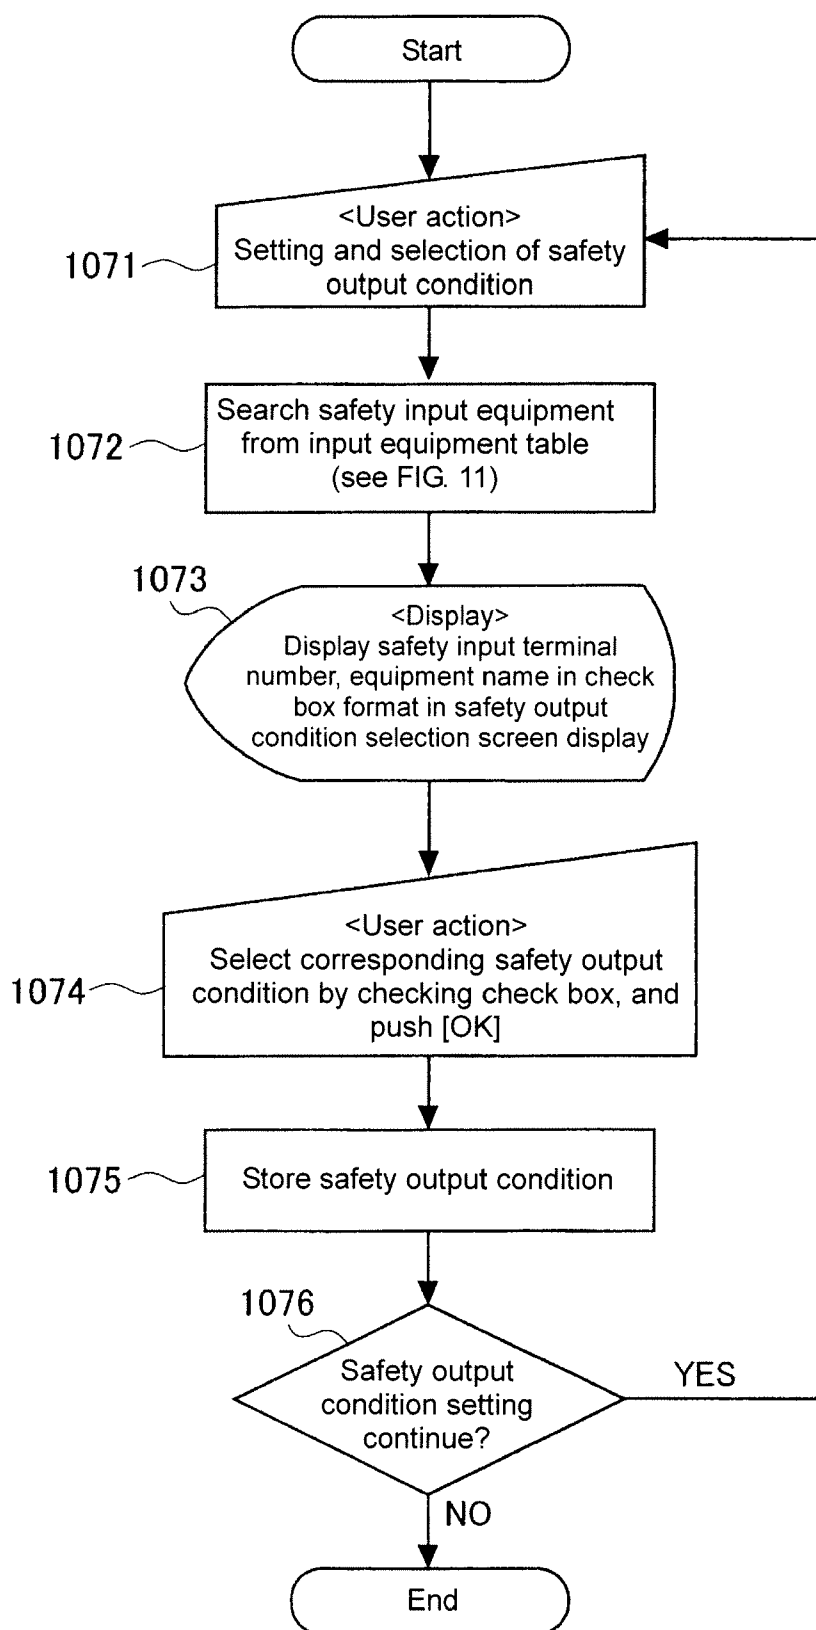 Start
<User action>
Setting and selection of safety
output condition
1071
Search safety input equipment
from input equipment table
(see FIG. 11)
1072
1073
<Display>
Display safety input terminal
number, equipment name in check
box format in safety output
condition selection screen display
<User action>
Select corresponding safety output
condition by checking check box, and
push [OK]
1074
Store safety output condition
1075
1076
Safety output
condition setting
continue?
YES
NO
End